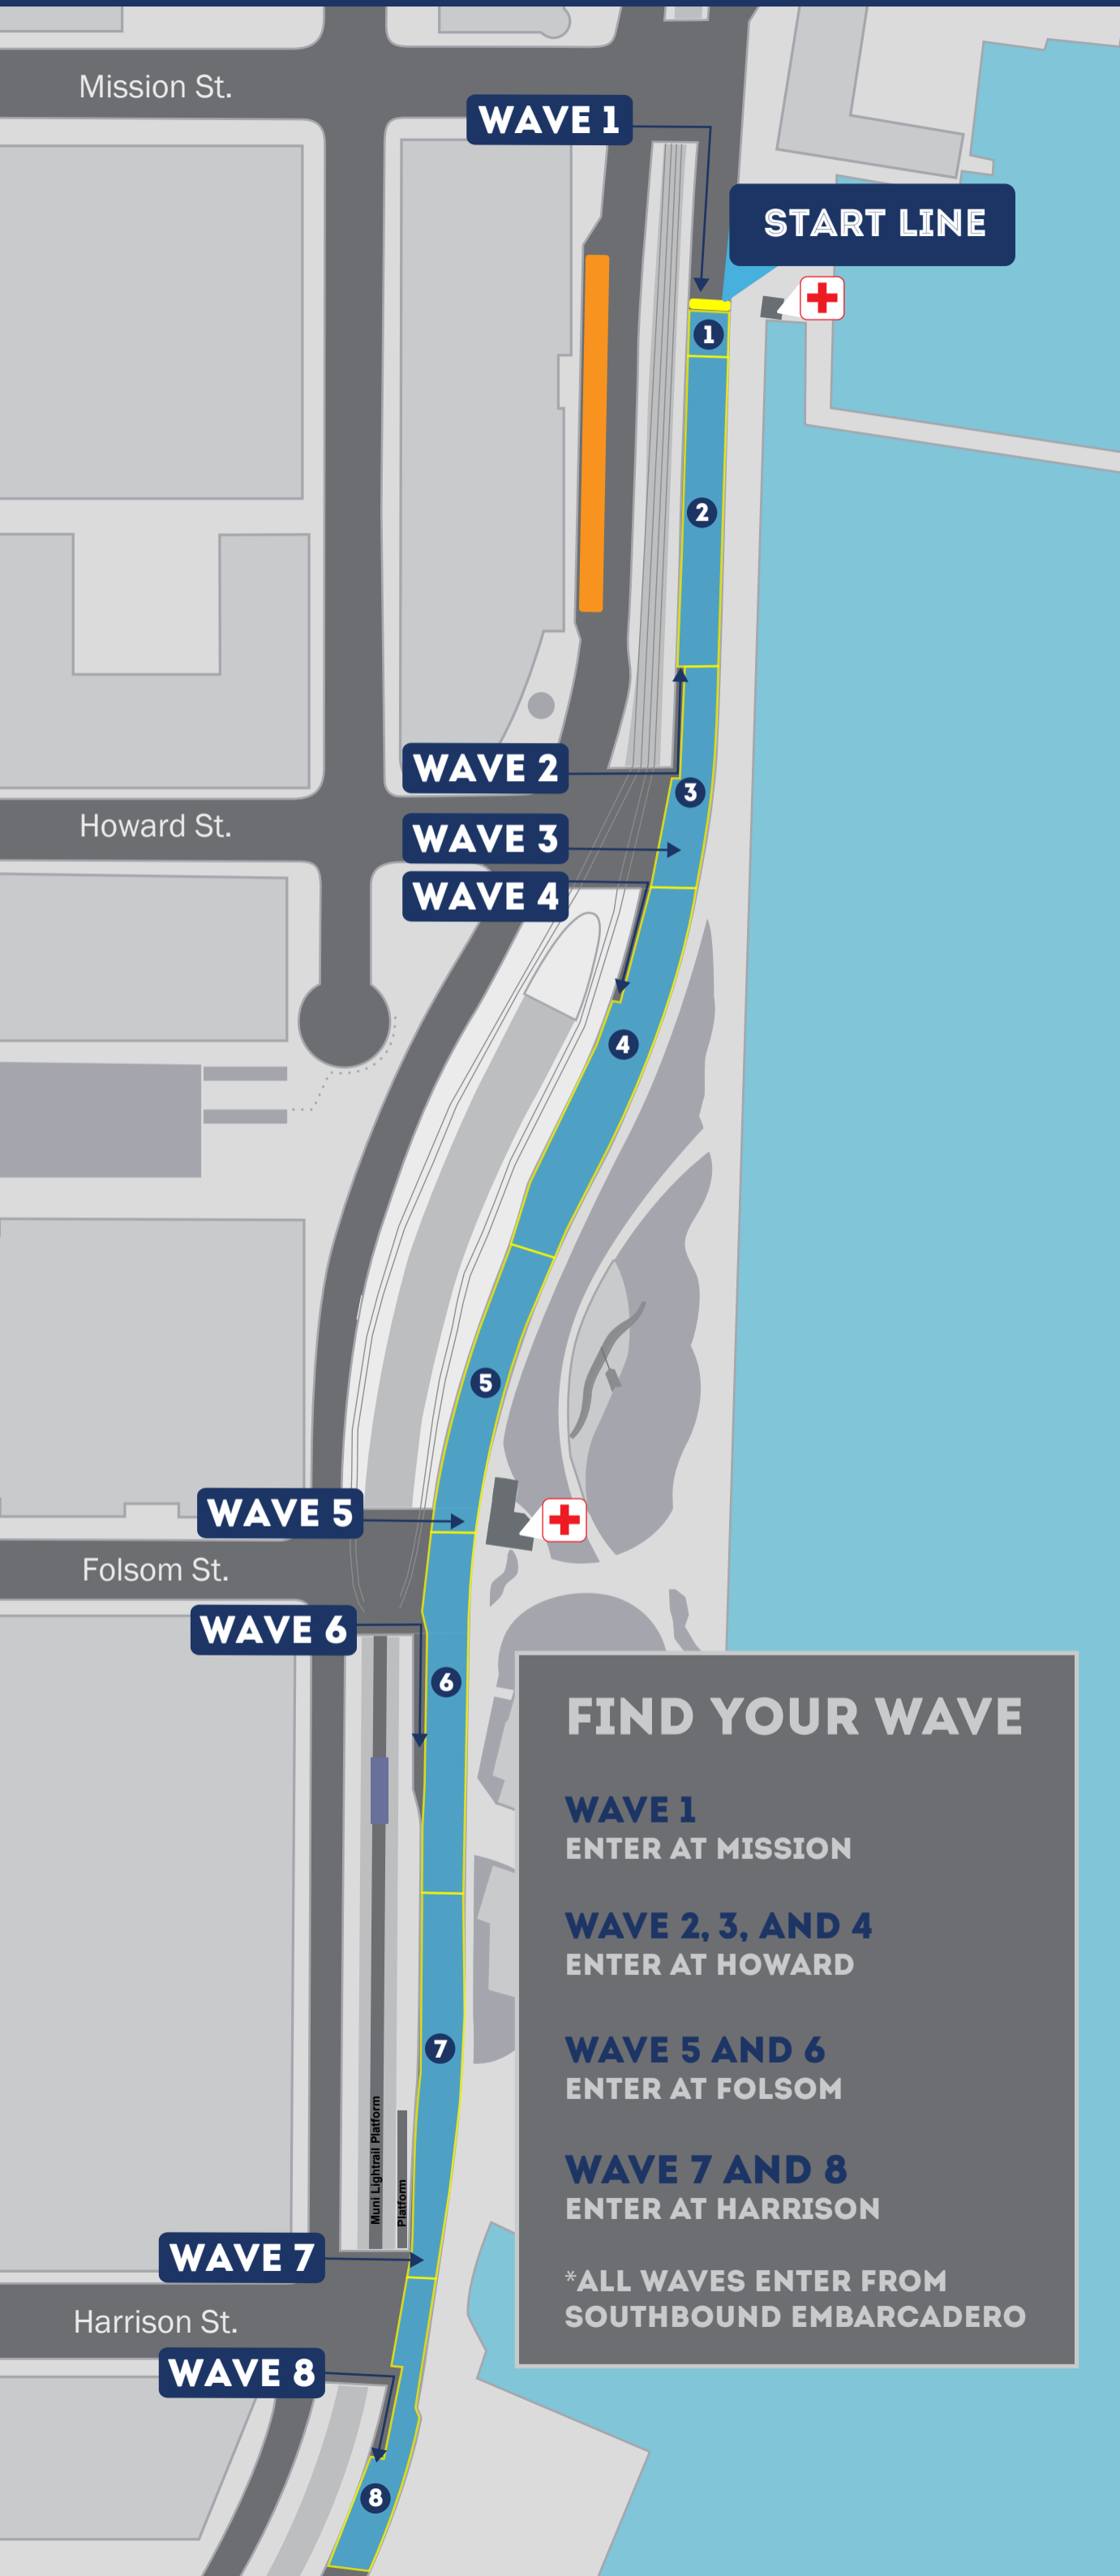 Mission St.
WAVE 1
START LINE
1
2
WAVE 2
3
Howard St.
WAVE 3
WAVE 4
4
5
WAVE 5
Folsom St.
WAVE 6
6
FIND YOUR WAVE
WAVE 1
ENTER AT MISSION
WAVE 2, 3, AND 4
ENTER AT HOWARD
WAVE 5 AND 6
ENTER AT FOLSOM
WAVE 7 AND 8
ENTER AT HARRISON
*ALL WAVES ENTER FROM
SOUTHBOUND EMBARCADERO
7
Muni Lightrail Platform
Platform
WAVE 7
Harrison St.
WAVE 8
8